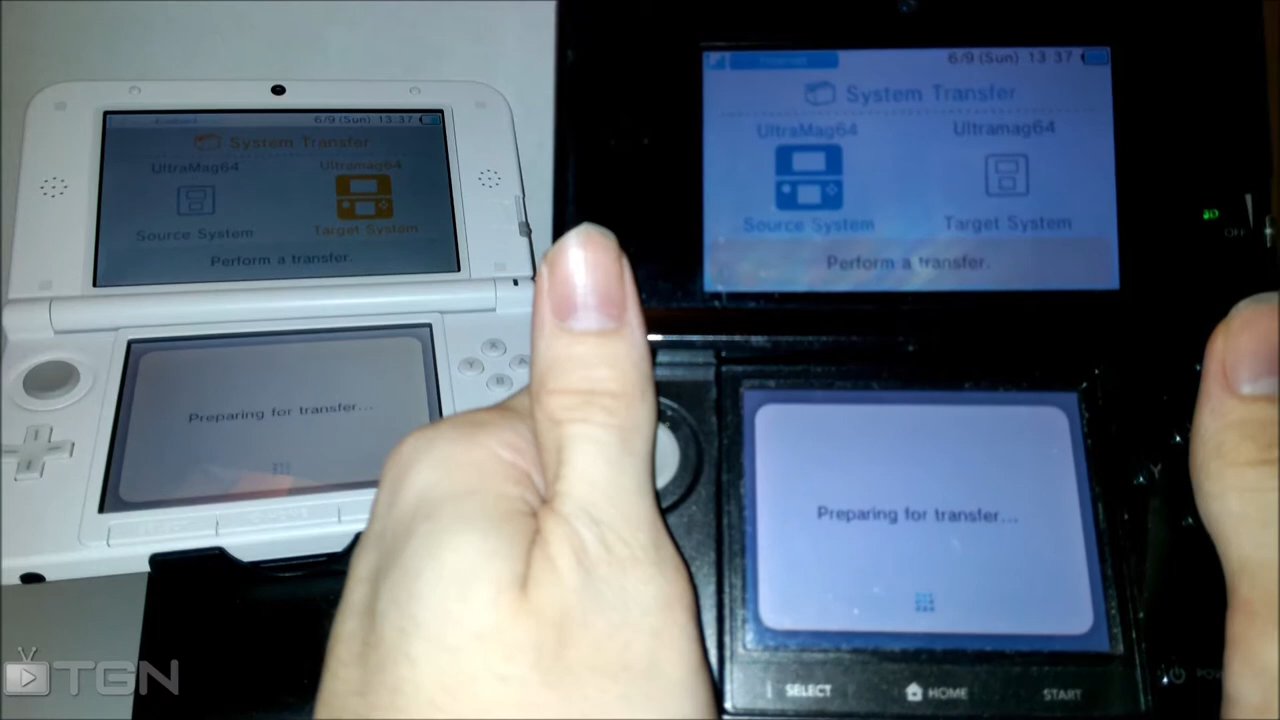 6/9 (Sun) 13:37
System Transfer
UltraMag64
Ultramag64
Source System
Target System
Perform a transfer.
Preparing for transfer...
Y
X
A
B
6/9 (Sun) 13 37
System Transfer
UltraMag64
Ultramag64
Source System
Target System
Perform a transfer.
3D
OFF
Preparing for transfer...
Y
SELECT
HOME
START
TGN